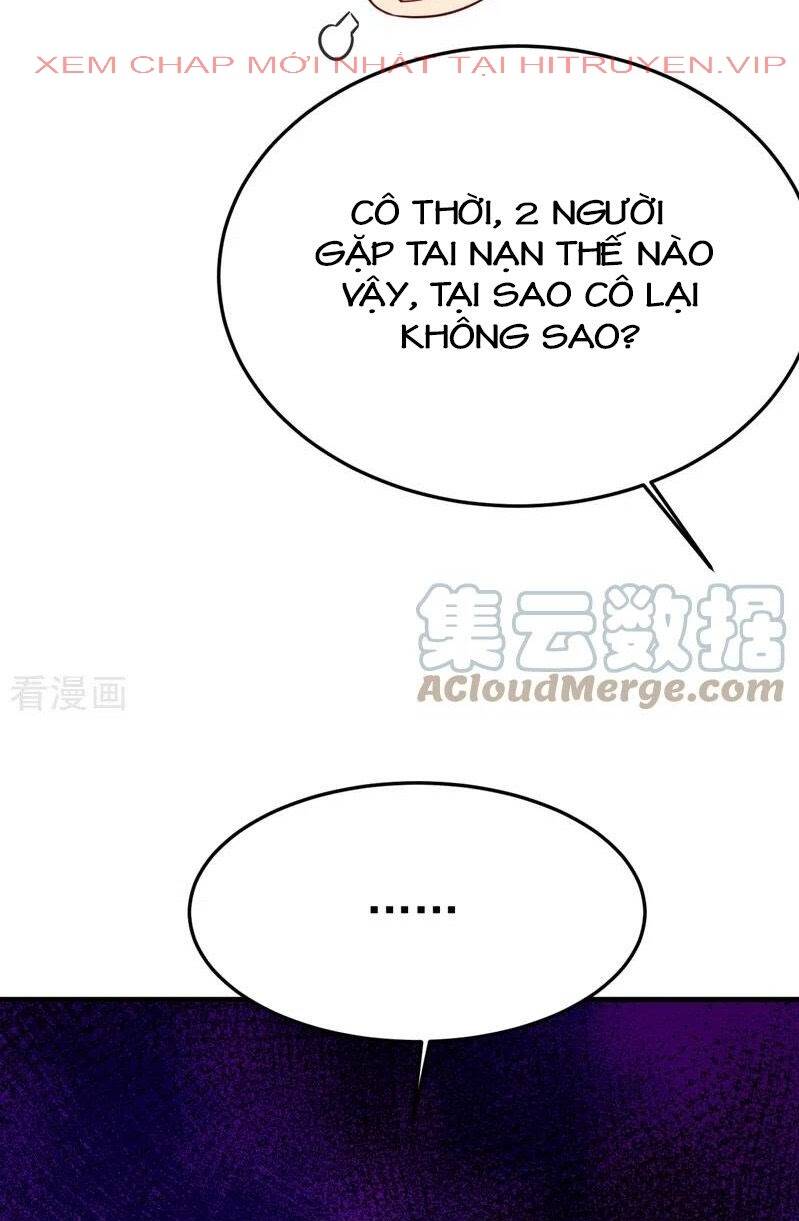 XEM CHAP MỚI NHẤT TẠI HITRUYEN.VIP
CÔ THỜI, 2 NGƯỜI
GẶP TAI NẠN THẾ NÀO
VẬY, TẠI SAO CÔ LẠI
KHÔNG SAO?
集云数据
ACloudMerge.com
看漫画
.......